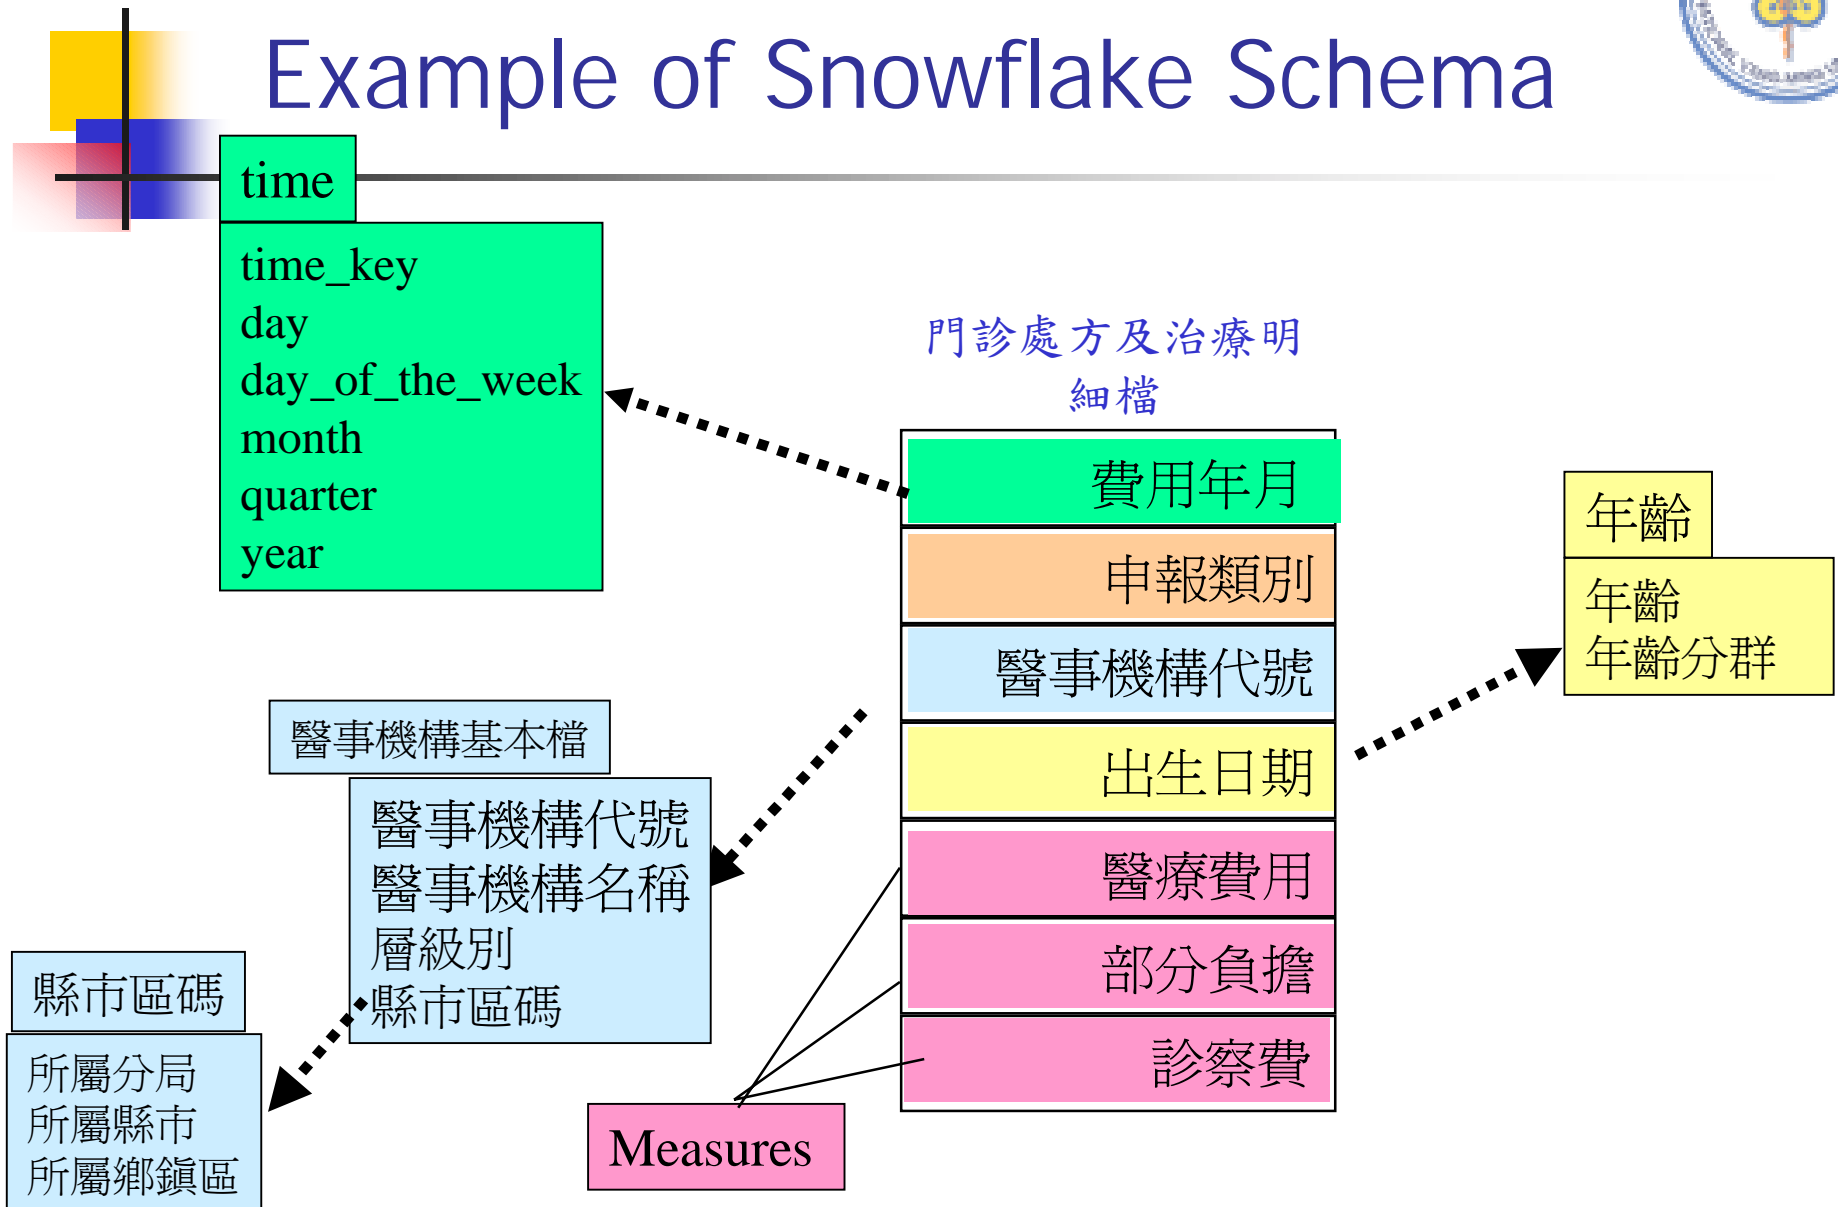 Example of Snowflake Schema
time
time_key
day
day_of_the_week
month
quarter
year
門診處方及治療明
細檔
費用年月
申報類別
醫事機構代號
出生日期
醫療費用
部分負擔
診察費
年齡
年齡
年齡分群
醫事機構基本檔
醫事機構代號
醫事機構名稱
層級別
縣市區碼
縣市區碼
所屬分局
所屬縣市
所屬鄉鎮區
Measures